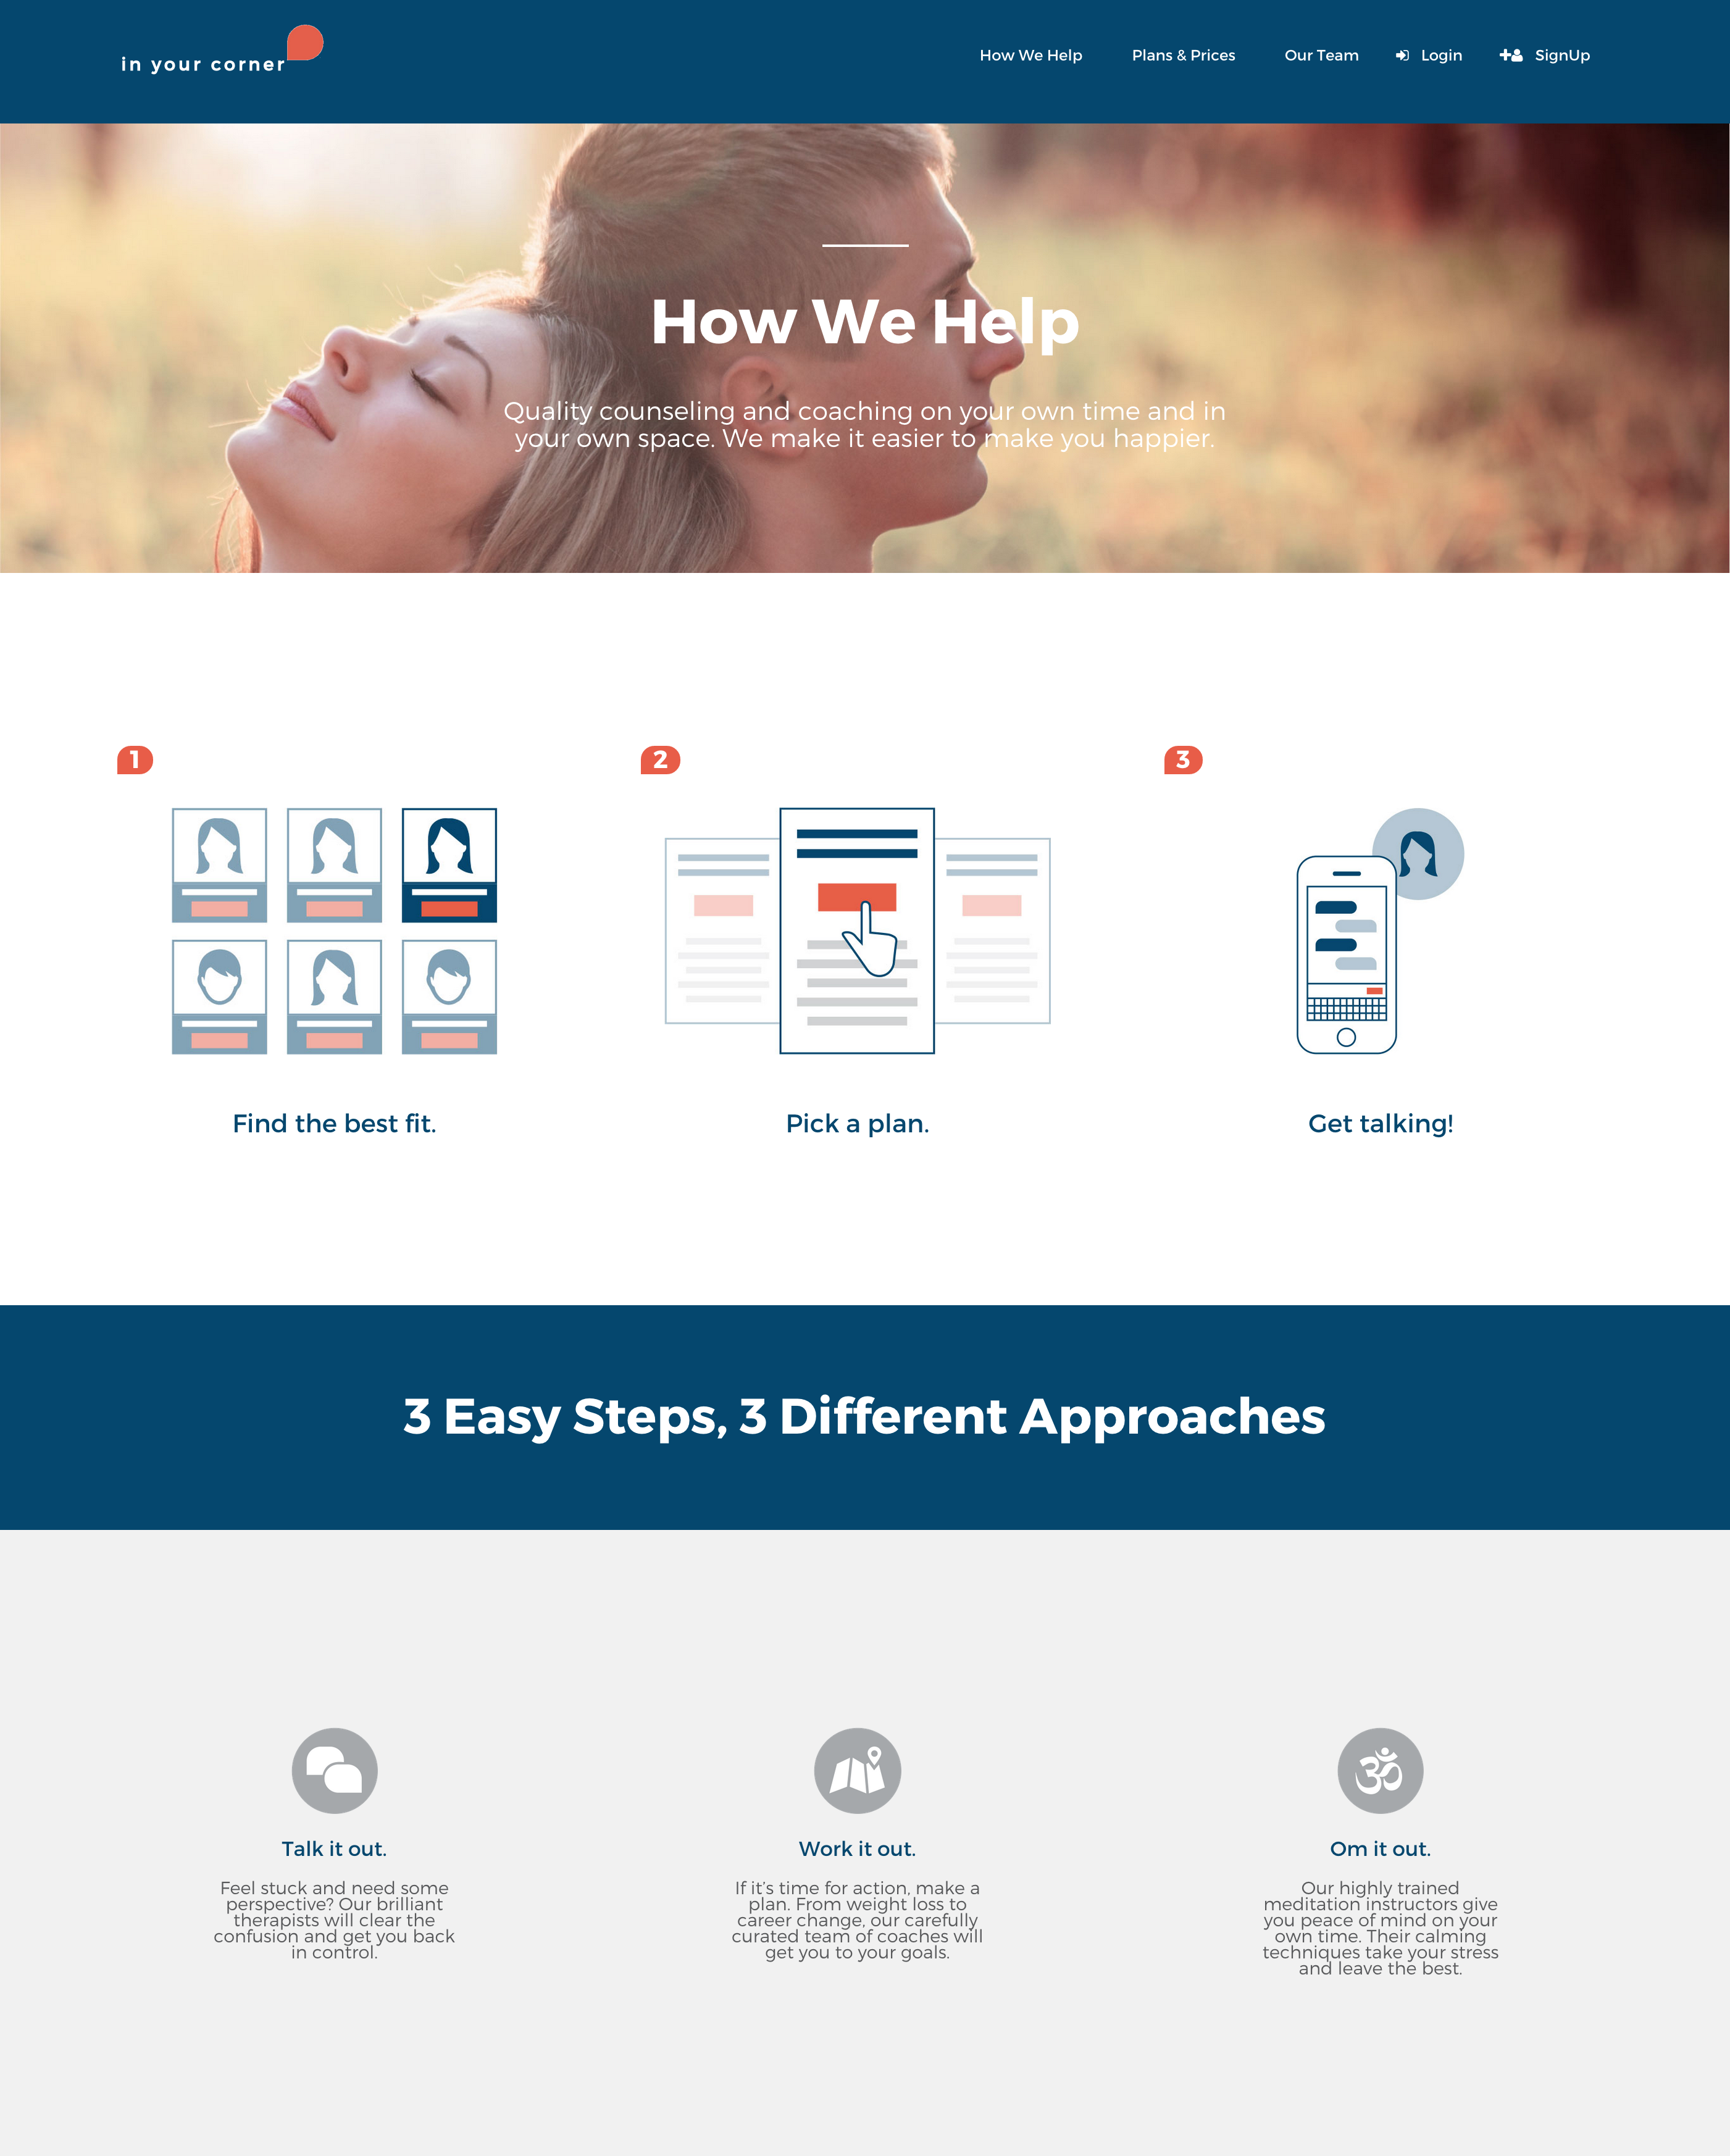 in your corner
How We Help
Plans & Prices
Our Team
Login
SignUp
How We Help
Quality counseling and coaching on your own time and in
your own space. We make it easier to make you happier.
1
2
3
Find the best fit.
Pick a plan.
Get talking!
3 Easy Steps, 3 Different Approaches
Talk it out.
Feel stuck and need some
perspective? Our brilliant
therapists will clear the
confusion and get you back
in control.
Work it out.
If it’s time for action, make a
plan. From weight loss to
career change, our carefully
curated team of coaches will
get you to your goals.
ॐ
Om it out.
Our highly trained
meditation instructors give
you peace of mind on your
own time. Their calming
techniques take your stress
and leave the best.